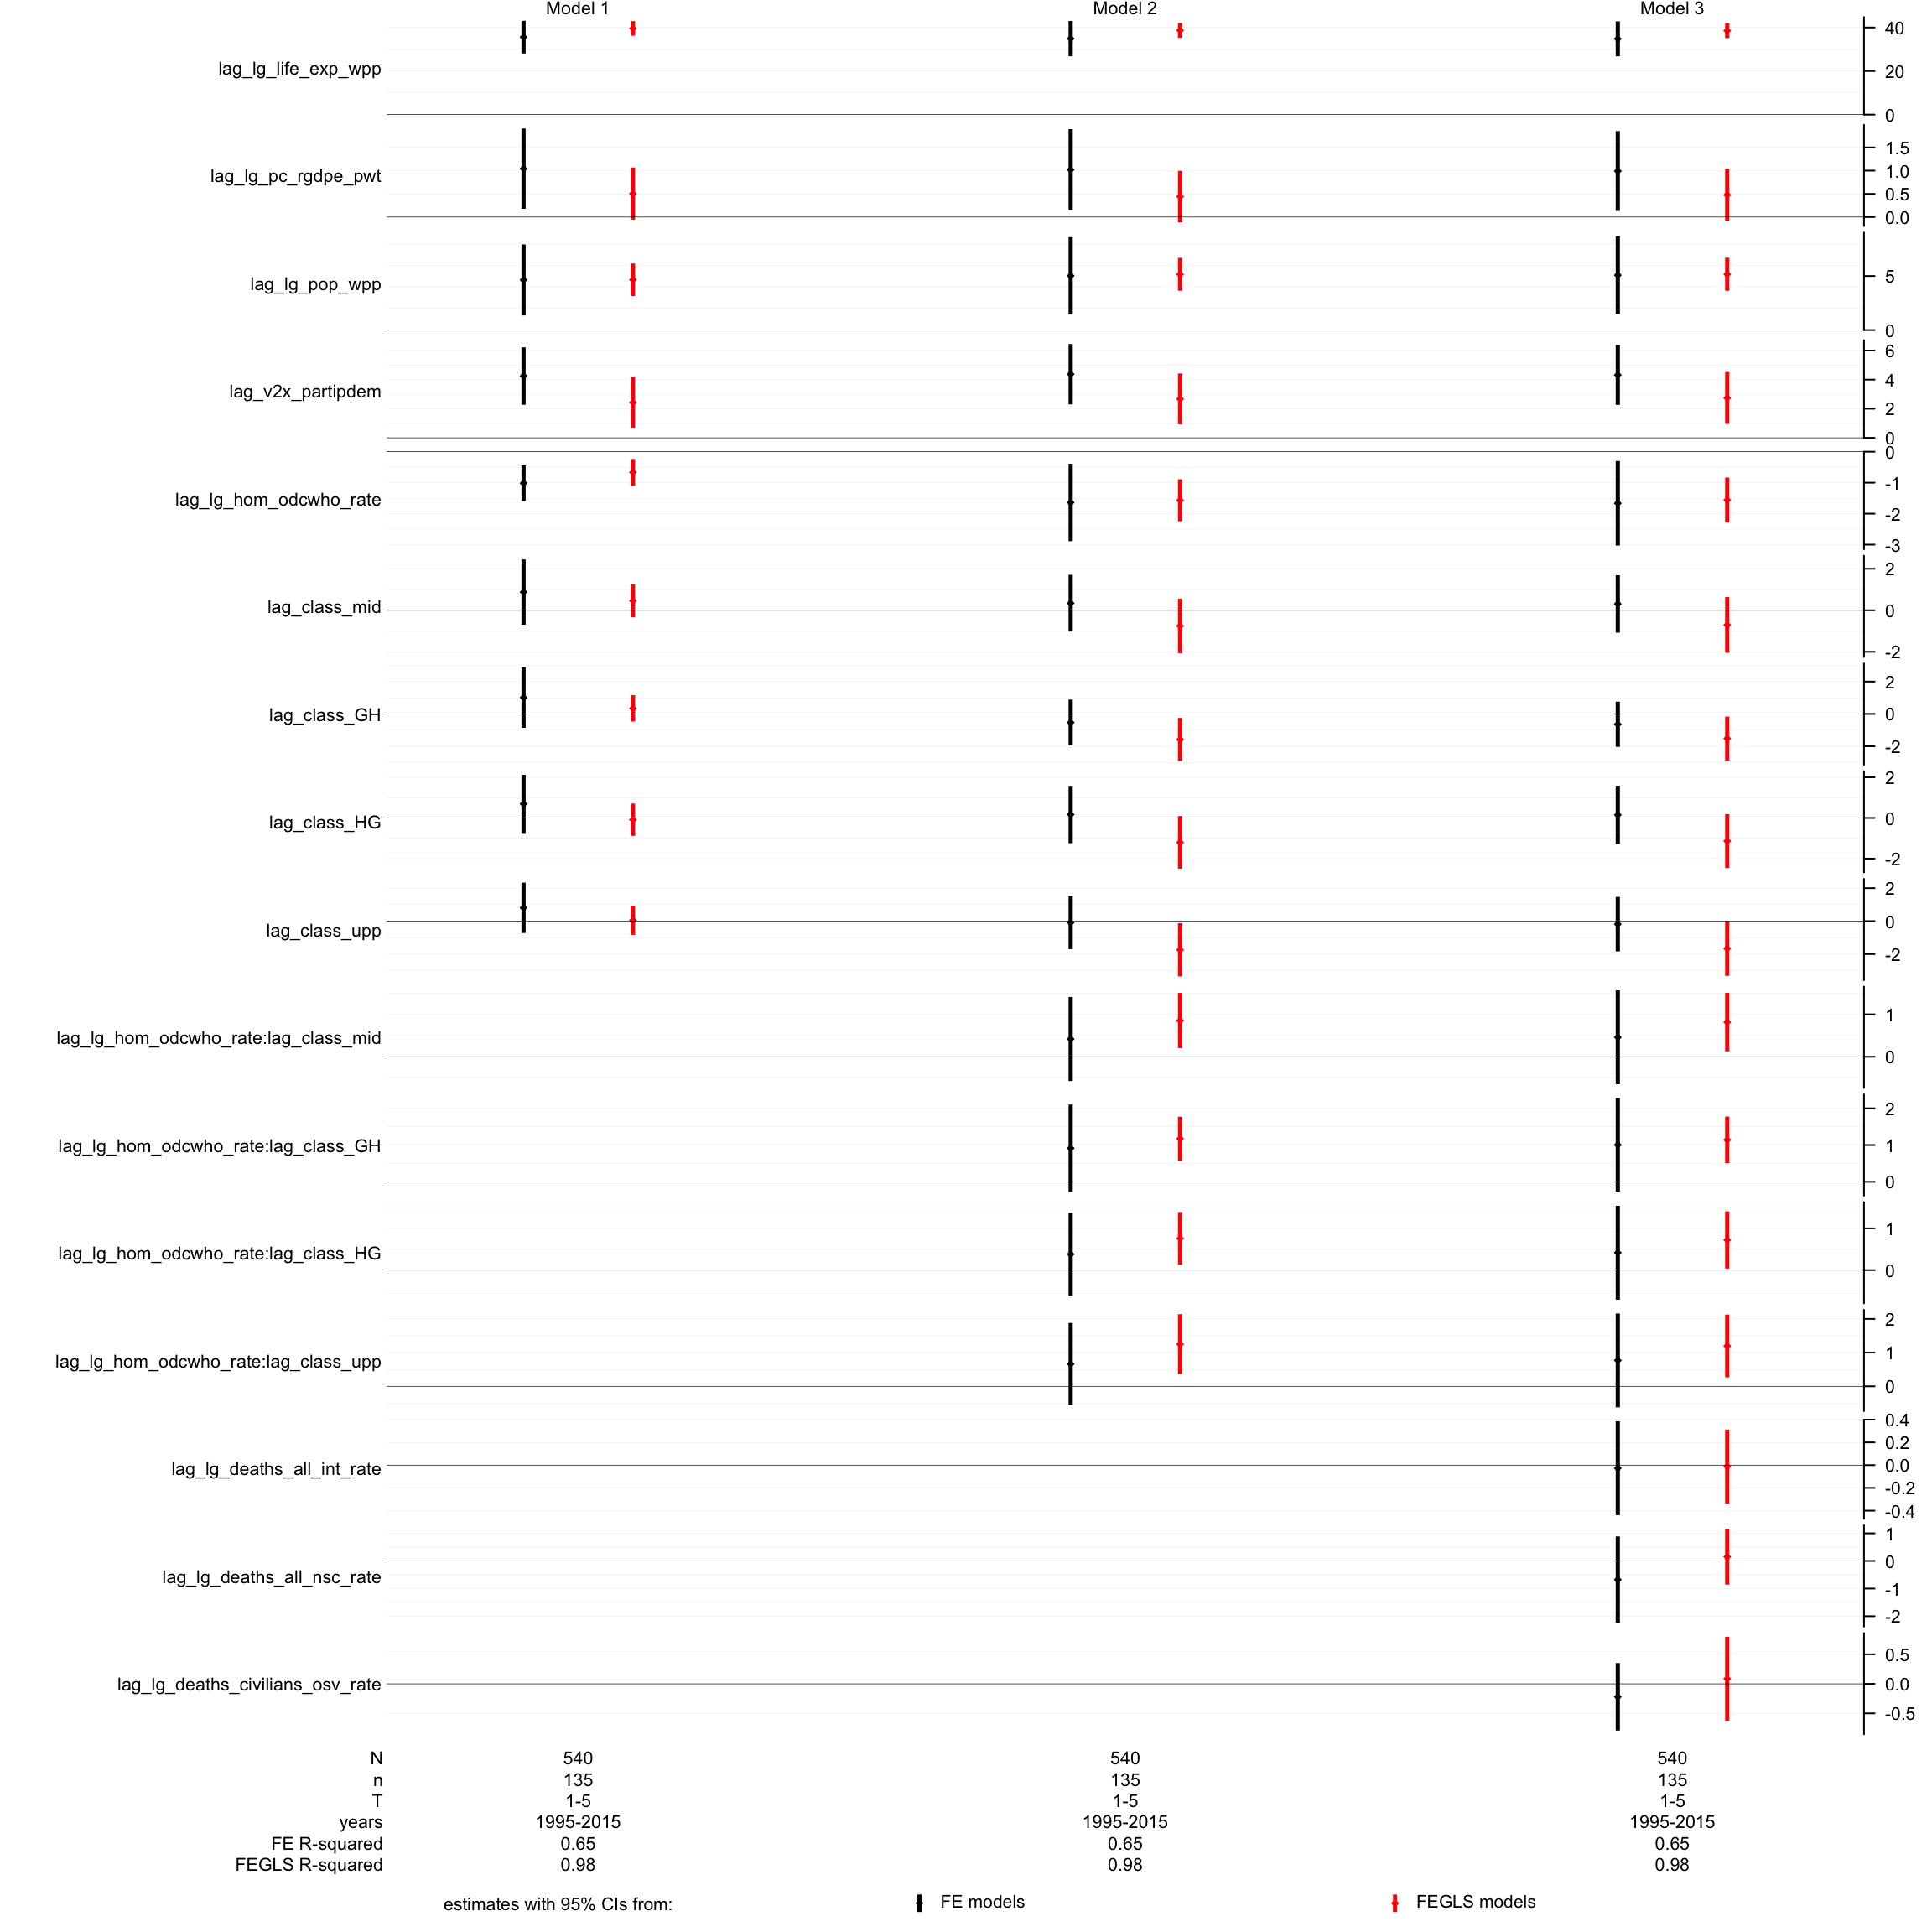 Model 1 Model 2 Model 3
40
lag_lg_life_exp_wpp
20
0
1.5
lag_lg_pc_rgdpe_pwt
1.0
0.5
0.0
lag_lg_pop_wpp
5
0
6
lag_v2x_partipdem
4
2
0
0
-1
lag_lg_hom_odcwho_rate
-2
-3
2
lag_class_mid
0
-2
2
lag_class_GH
0
-2
2
lag_class_HG
0
-2
2
0
lag_class_upp
-2
1
lag_lg_hom_odcwho_rate:lag_class_mid
0
2
lag_lg_hom_odcwho_rate:lag_class_GH
1
0
1
lag_lg_hom_odcwho_rate:lag_class_HG
0
2
1
lag_lg_hom_odcwho_rate:lag_class_upp
0
0.4
0.2
lag_lg_deaths_all_int_rate
0.0
-0.2
-0.4
1
0
lag_lg_deaths_all_nsc_rate
-1
-2
0.5
lag_lg_deaths_civilians_osv_rate
0.0
-0.5
N 540 540 540
n 135 135 135
T 1-5 1-5 1-5
years 1995-2015 1995-2015 1995-2015
FE R-squared 0.65 0.65 0.65
FEGLS R-squared 0.98 0.98 0.98
estimates with 95% CIs from: FE models FEGLS models